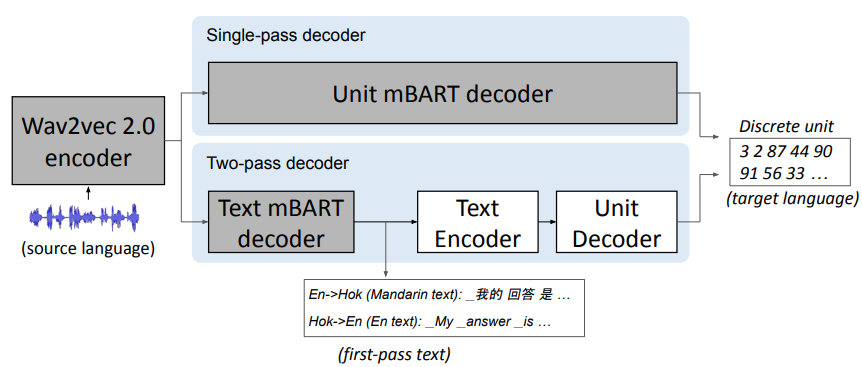 Single-pass decoder
Unit mBART decoder
Wav2vec 2.0
encoder
(source language)
Two-pass decoder
Text mBART
decoder
Text
Encoder
Unit
Decoder
En->Hok (Mandarin text): _我的 回答 是 …
Hok->En (En text): _My _answer _is …
(first-pass text)
Discrete unit
3 2 87 44 90
91 56 33 …
(target language)